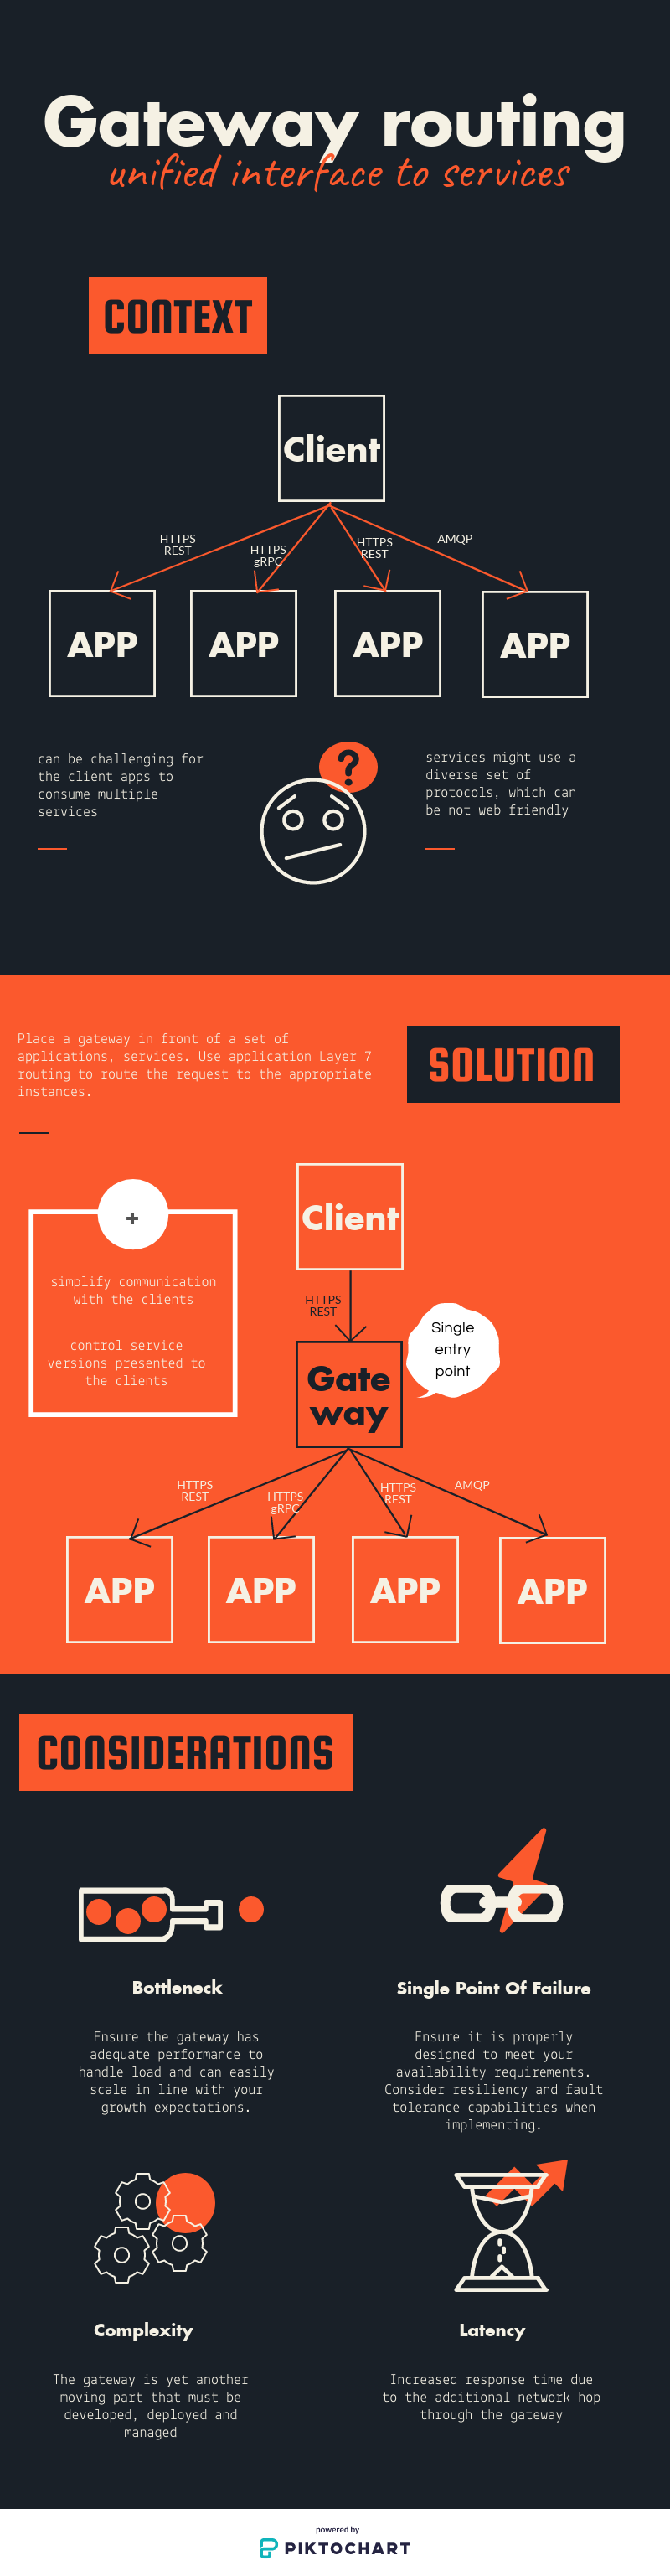 Gateway routing
unified interface to services
CONTEXT
Client
HTTPS
REST
HTTPS
gRPC
HTTPS
REST
AMQP
APP
APP
APP
APP
can be challenging for
the client apps to
consume multiple
services
?
services might use a
diverse set of
protocols, which can
be not web friendly
Place a gateway in front of a set of
applications, services. Use application Layer 7
routing to route the request to the appropriate
instances.
SOLUTION
+
simplify communication
with the clients
control service
versions presented to
the clients
Client
HTTPS
REST
Gate
way
Single
entry
point
HTTPS
REST
HTTPS
gRPC
HTTPS
REST
AMQP
APP
APP
APP
APP
CONSIDERATIONS
Bottleneck
Ensure the gateway has
adequate performance to
handle load and can easily
scale in line with your
growth expectations.
Single Point Of Failure
Ensure it is properly
designed to meet your
availability requirements.
Consider resiliency and fault
tolerance capabilities when
implementing.
Complexity
The gateway is yet another
moving part that must be
developed, deployed and
managed
Latency
Increased response time due
to the additional network hop
through the gateway
powered by
PIKTOCHART